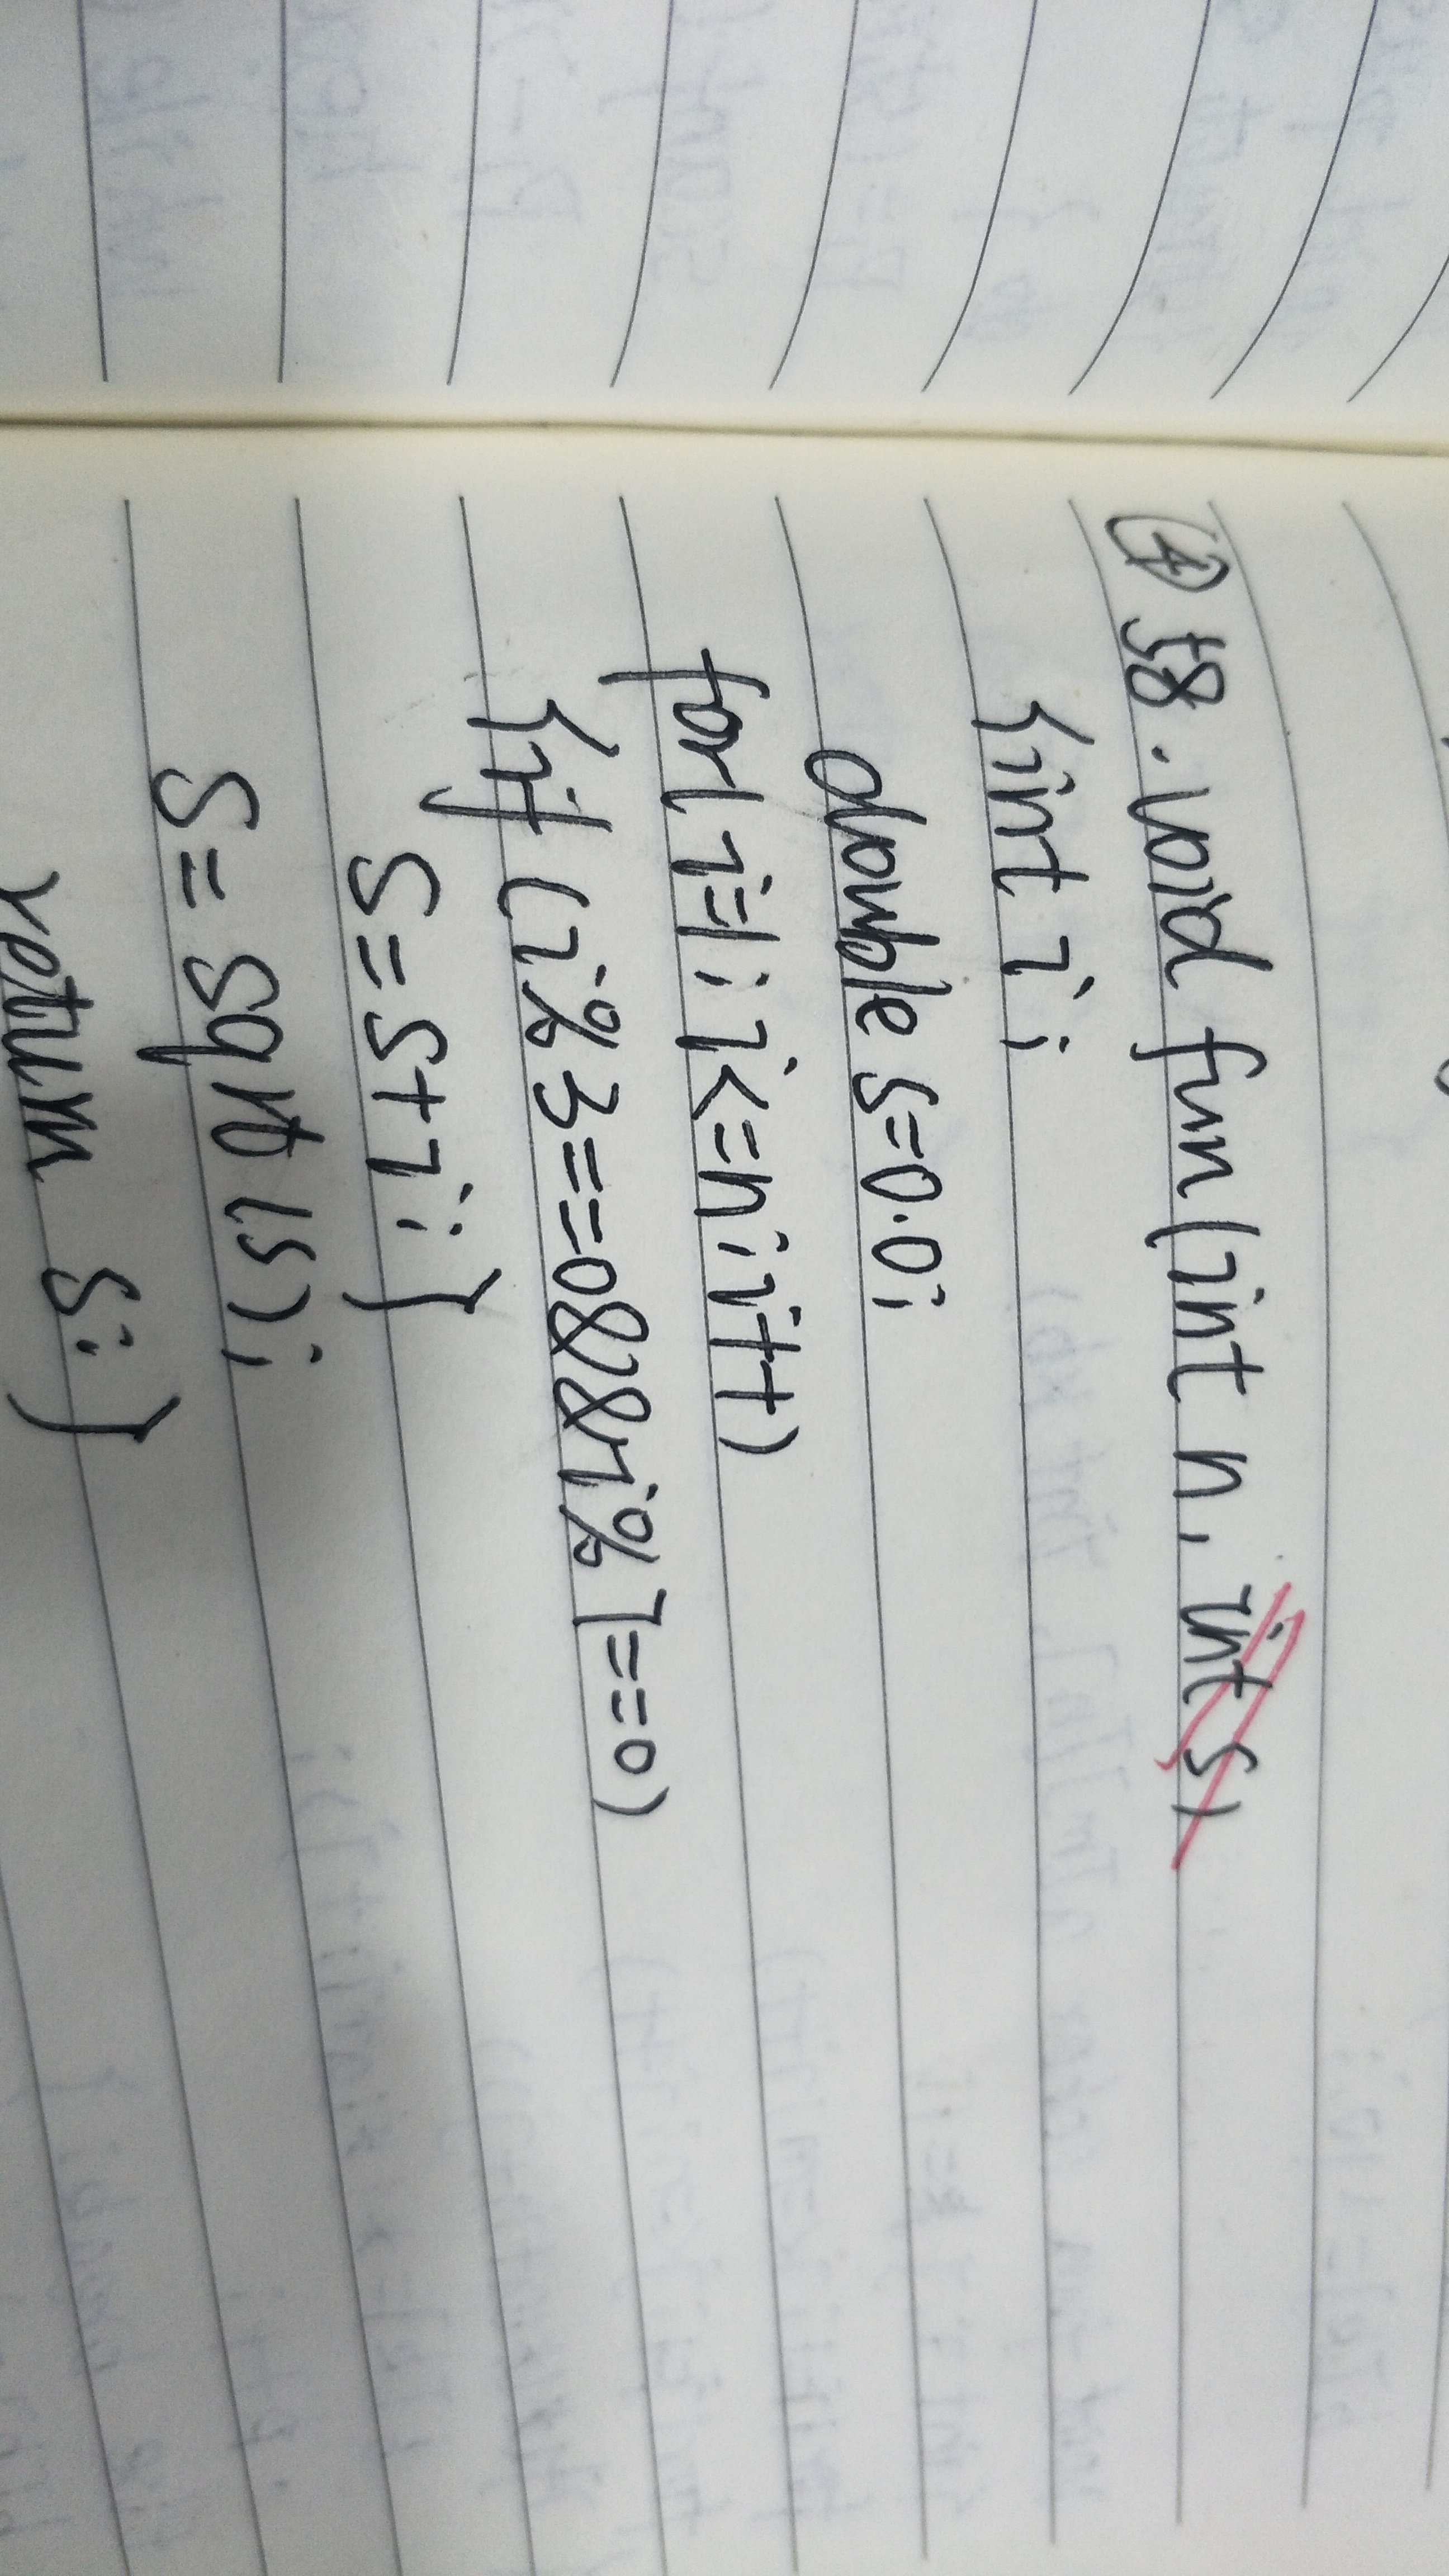 ④ 58. void fun(int n, int s)
{int i;
double s=0.0;
for(i=1; i<=n; i++)
{if (i%3==0&&i%7==0)
s=s+i; }
s=sqrt(s);
return s; }